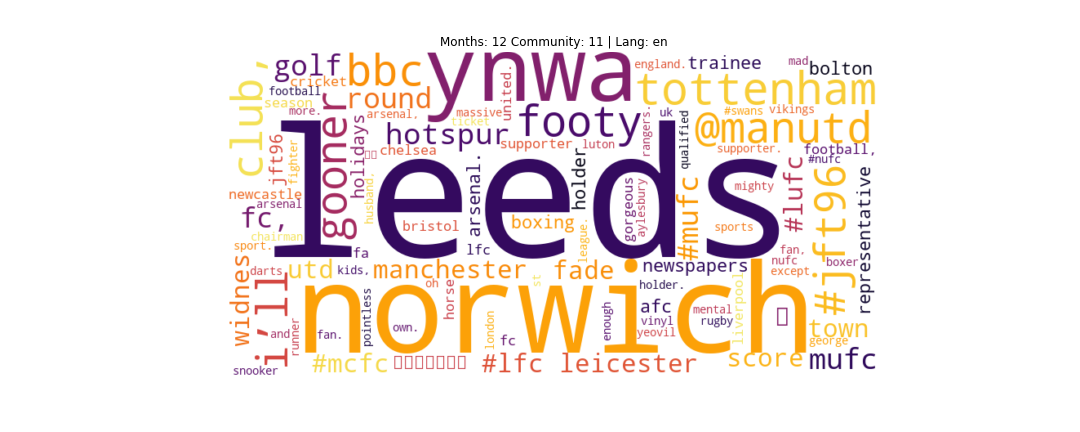 Months: 12 Community: 11 | Lang: en
leeds
norwich
ynwa
tottenham
@manutd
footy
hotspur
bbc
round
golf
cricket
football
season
more.
club,
gooner
holidays
jft96
fighter
newcastle
arsenal
fc,
chairman
sport.
widnes
darts
i'll
and
runner
snooker
utd
kids,
fa
manchester
fade
husband.
chelsea
arsenal,
massive
ticket
united.
england.
trainee
mad
bolton
#swans
vikings
uk
rangers.
qualified
supporter
luton
supporter.
football,
#nufc
arsenal.
holder
boxing
bristol
lfc
league.
gorgeous
aylesbury
#mufc
mighty
sports
#lufc
#jft96
representative
fan,
nufc
boxer
except
newspapers
holder.
afc
vinyl
yeovil
mental
rugby
liverpool
town
george
score
mufc
horse
oh
own.
pointless
fan.
london
fc
st
enough
#mcfc
#lfc
leicester